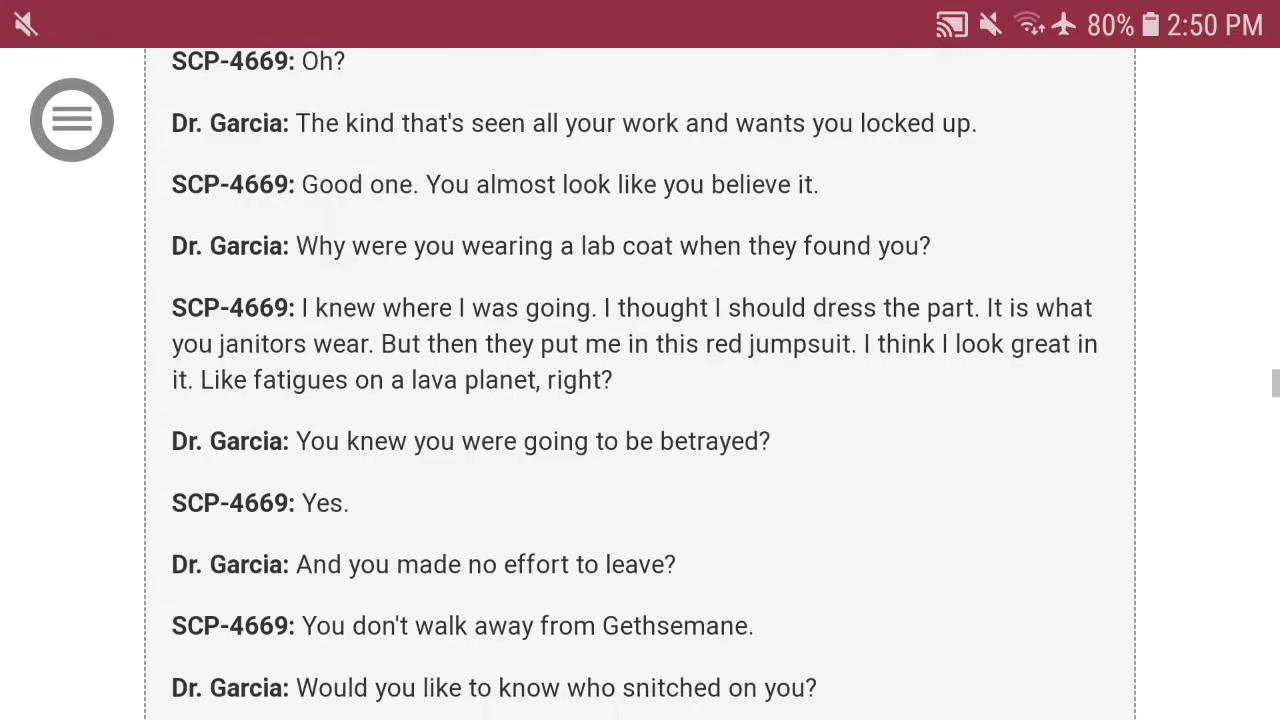 80% 2:50 PM
SCP-4669: Oh?
Dr. Garcia: The kind that's seen all your work and wants you locked up.
SCP-4669: Good one. You almost look like you believe it.
Dr. Garcia: Why were you wearing a lab coat when they found you?
SCP-4669: I knew where I was going. I thought I should dress the part. It is what
you janitors wear. But then they put me in this red jumpsuit. I think I look great in
it. Like fatigues on a lava planet, right?
Dr. Garcia: You knew you were going to be betrayed?
SCP-4669: Yes.
Dr. Garcia: And you made no effort to leave?
SCP-4669: You don't walk away from Gethsemane.
Dr. Garcia: Would you like to know who snitched on you?